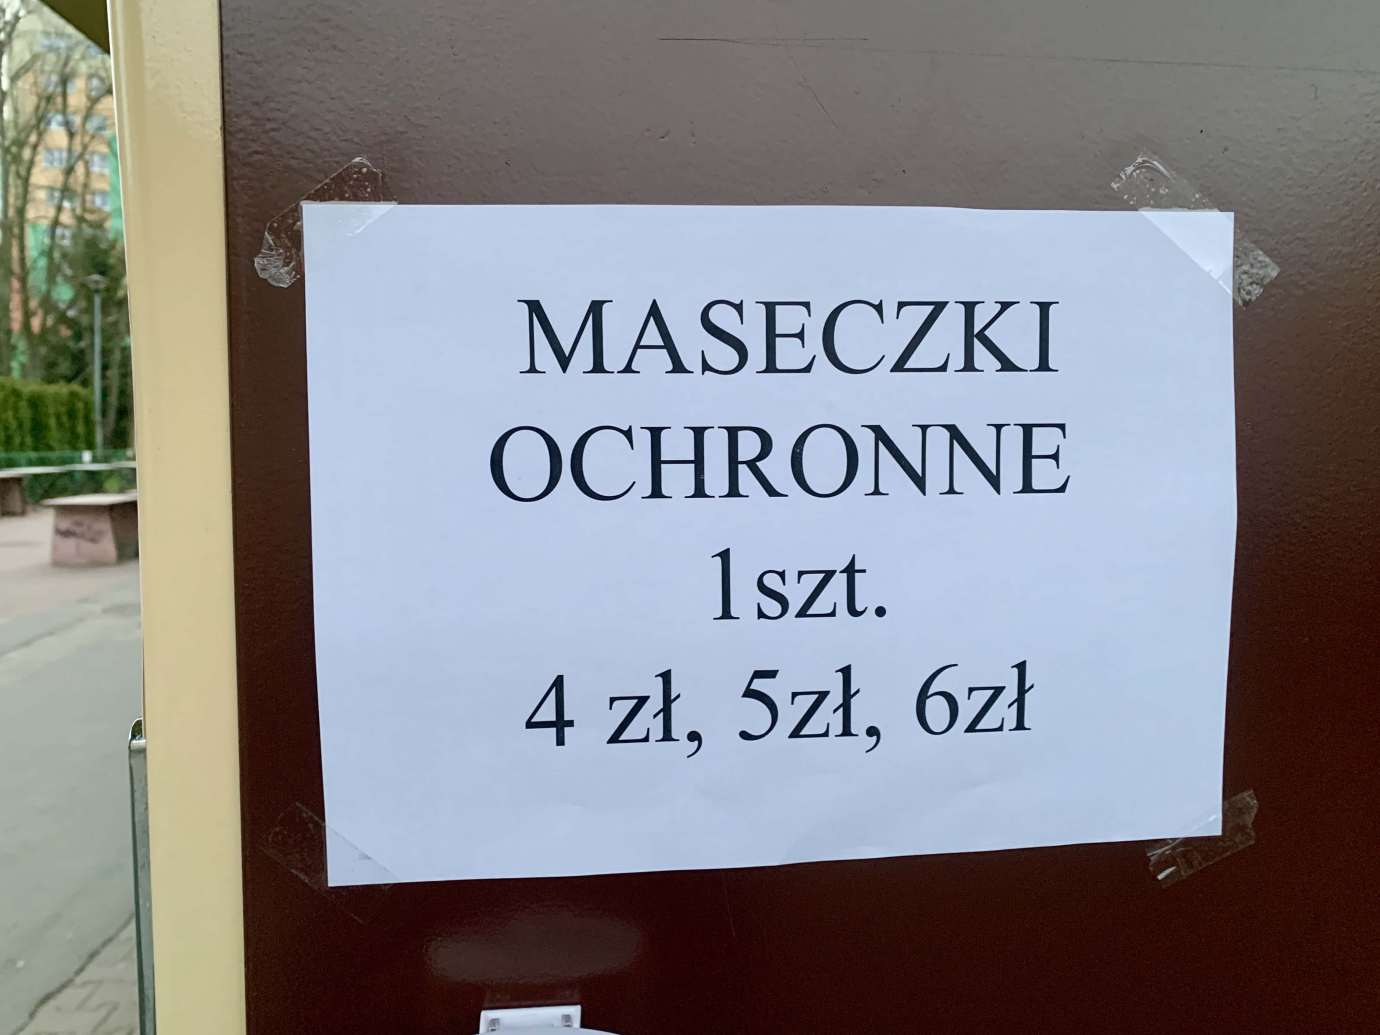 MASECZKI
OCHRONNE
1szt.
4 zł, 5zł, 6zł